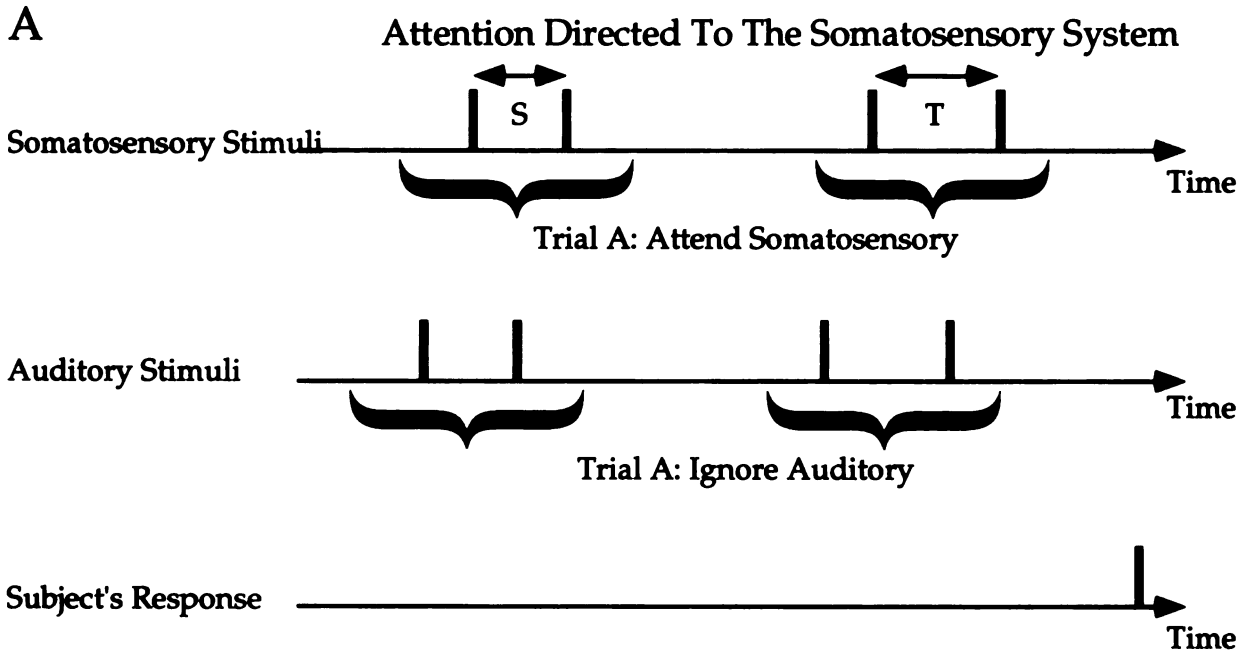 A
Attention Directed To The Somatosensory System
S
T
Somatosensory Stimuli
Time
Trial A: Attend Somatosensory
Auditory Stimuli
Time
Trial A: Ignore Auditory
Subject's Response
Time